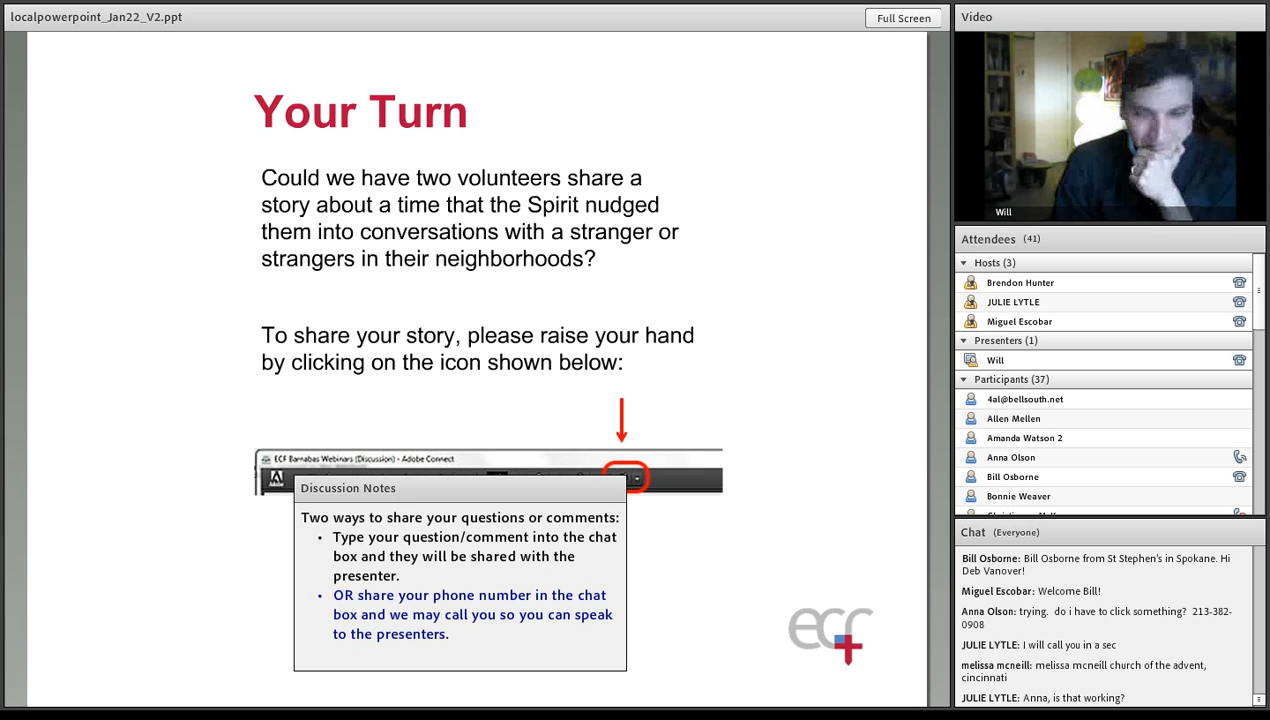 localpowerpoint_Jan22_V2.ppt
Full Screen
Your Turn
Could we have two volunteers share a
story about a time that the Spirit nudged
them into conversations with a stranger or
strangers in their neighborhoods?
To share your story, please raise your hand
by clicking on the icon shown below:
ECF Barnabas Webinars (Discussion) - Adobe Connect
Discussion Notes
Two ways to share your questions or comments:
• Type your question/comment into the chat
box and they will be shared with the
presenter.
• OR share your phone number in the chat
box and we may call you so you can speak
to the presenters.
ecf
Video
Will
Attendees (41)
Hosts (3)
Brendon Hunter
JULIE LYTLE
Miguel Escobar
Presenters (1)
Will
Participants (37)
4al@bellsouth.net
Allen Mellen
Amanda Watson 2
Anna Olson
Bill Osborne
Bonnie Weaver
Chat (Everyone)
Bill Osborne: Bill Osborne from St Stephen's in Spokane. Hi
Deb Vanover!
Miguel Escobar: Welcome Bill!
Anna Olson: trying. do i have to click something? 213-382-
0908
JULIE LYTLE: I will call you in a sec
melissa mcneill: melissa mcneill church of the advent,
cincinnati
JULIE LYTLE: Anna, is that working?